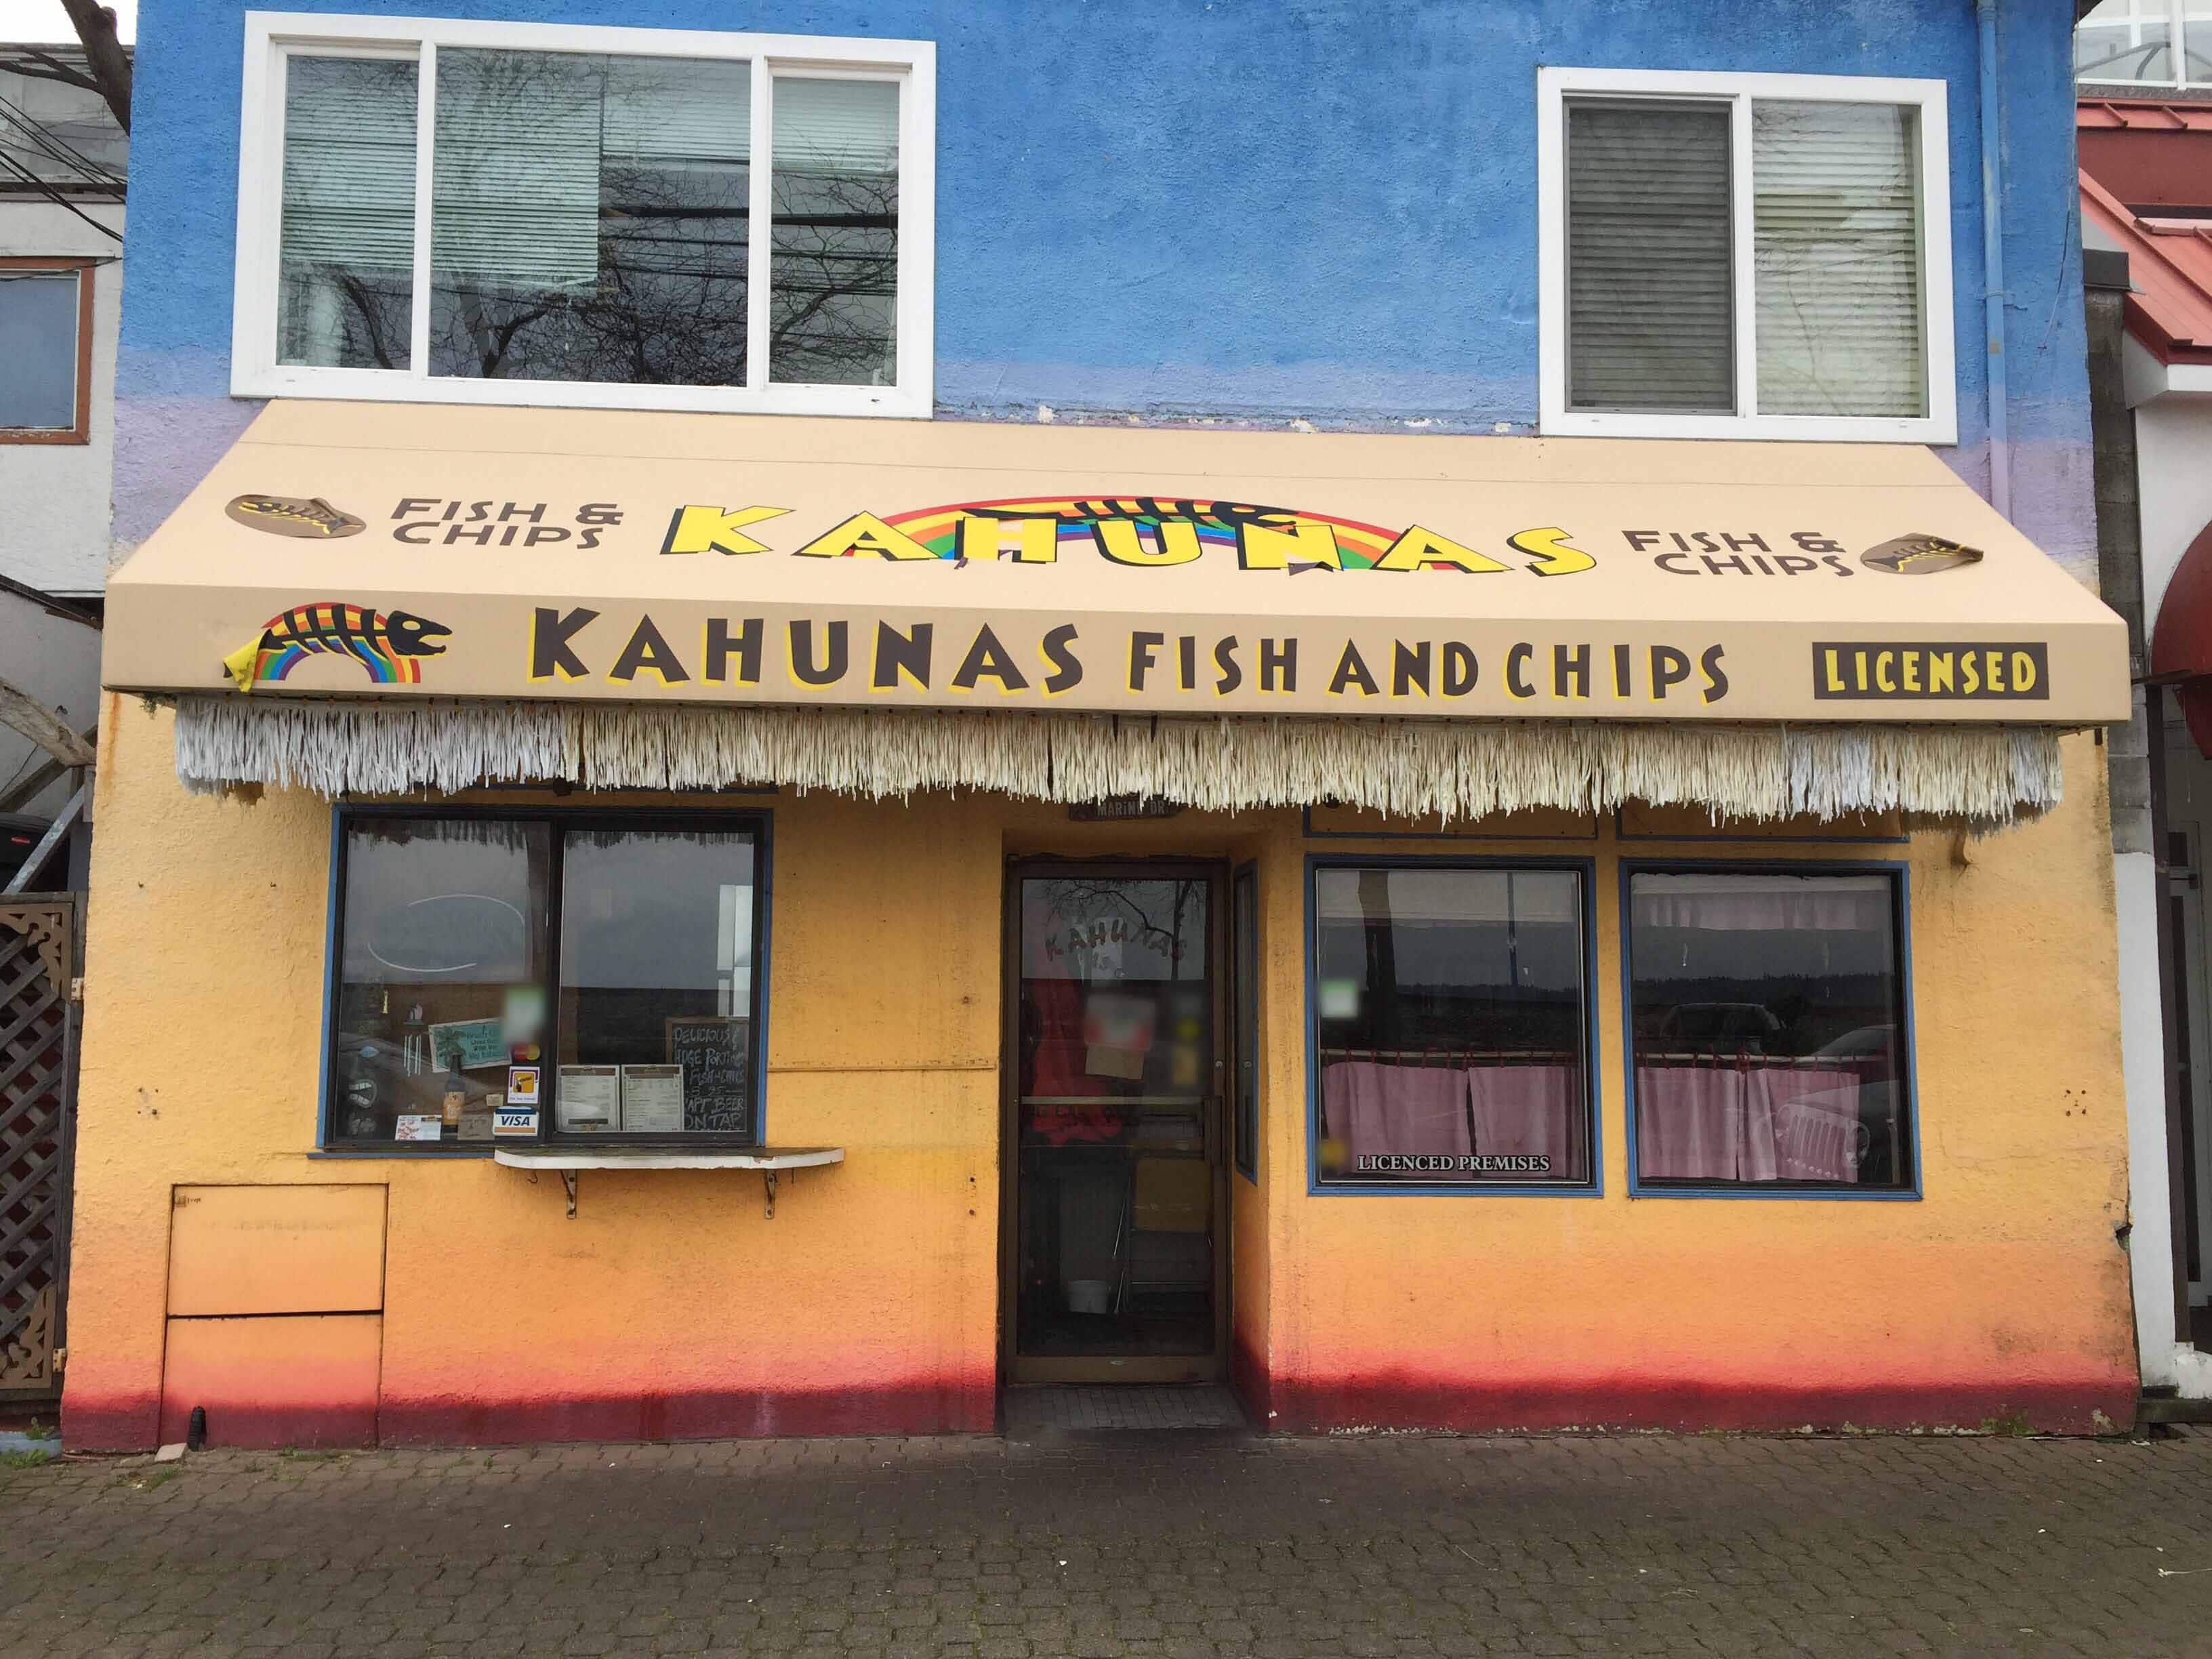 FISH &
CHIPS
KAHUNAS
FISH &
CHIPS
KAHUNAS FISH AND CHIPS
LICENSED
MARINE DR.
KAHUNAS
DELICIOUS &
HUGE PORTIONS
FISH & CHIPS
CRAFT BEER
ON TAP
VISA
LICENCED PREMISES